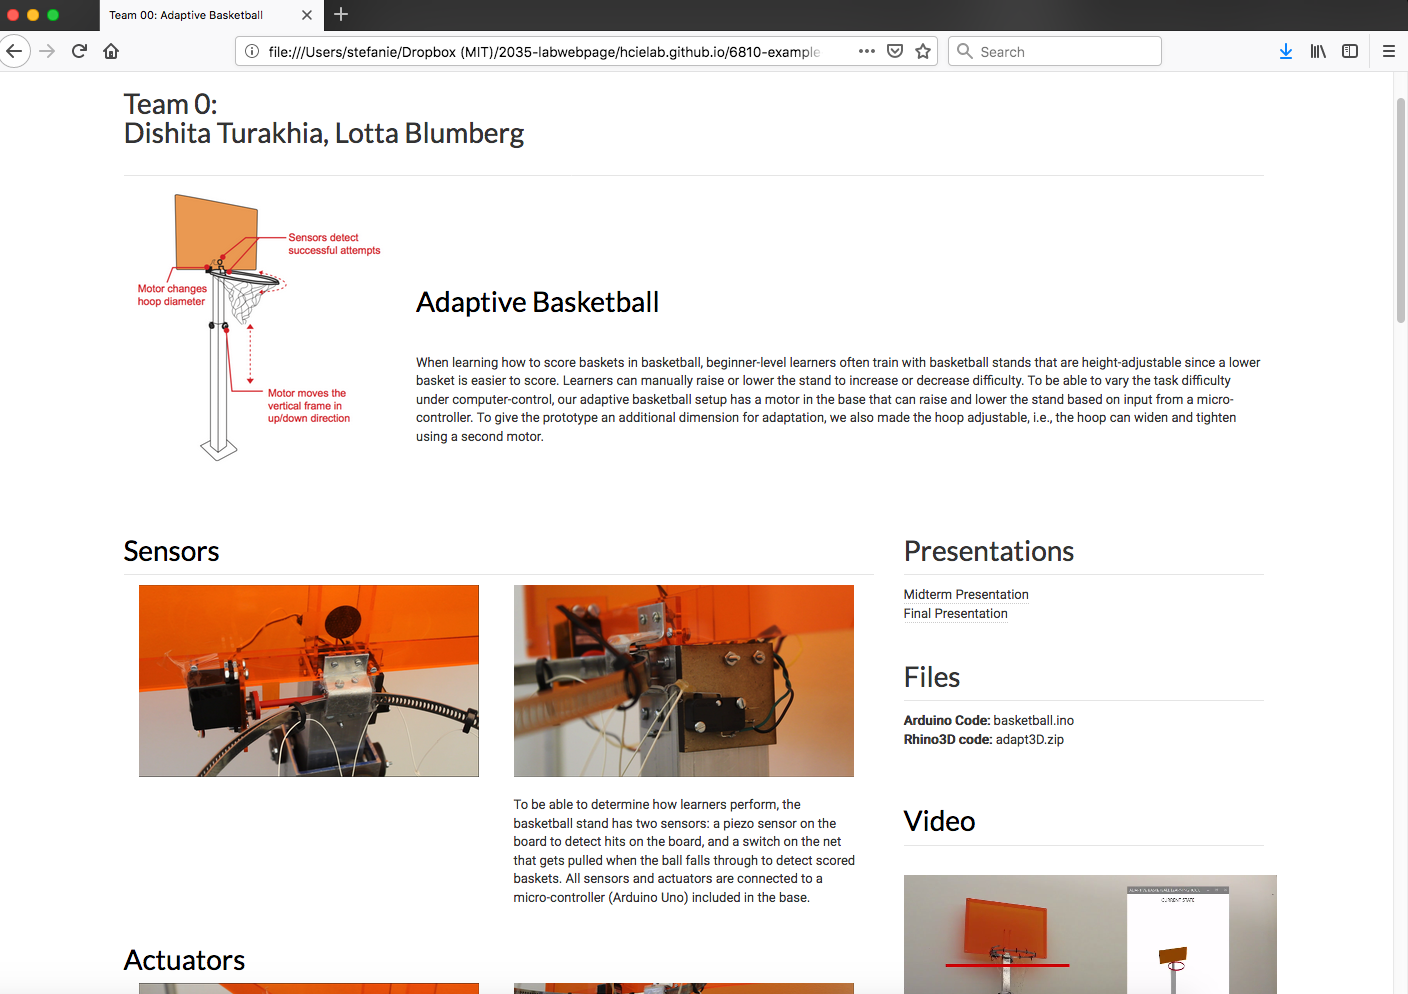 Team 00: Adaptive Basketball
file:///Users/stefanie/Dropbox (MIT)/2035-labwebpage/hcielab.github.io/6810-example
Search
Team 0:
Dishita Turakhia, Lotta Blumberg
Sensors detect
successful attempts
Motor changes
hoop diameter
Motor moves the
vertical frame in
up/down direction
Adaptive Basketball
When learning how to score baskets in basketball, beginner-level learners often train with basketball stands that are height-adjustable since a lower
basket is easier to score. Learners can manually raise or lower the stand to increase or decrease difficulty. To be able to vary the task difficulty
under computer-control, our adaptive basketball setup has a motor in the base that can raise and lower the stand based on input from a micro-
controller. To give the prototype an additional dimension for adaptation, we also made the hoop adjustable, i.e., the hoop can widen and tighten
using a second motor.
Sensors
To be able to determine how learners perform, the
basketball stand has two sensors: a piezo sensor on the
board to detect hits on the board, and a switch on the net
that gets pulled when the ball falls through to detect scored
baskets. All sensors and actuators are connected to a
micro-controller (Arduino Uno) included in the base.
Actuators
Presentations
Midterm Presentation
Final Presentation
Files
Arduino Code: basketball.ino
Rhino3D code: adapt3D.zip
Video
CURRENT STATE